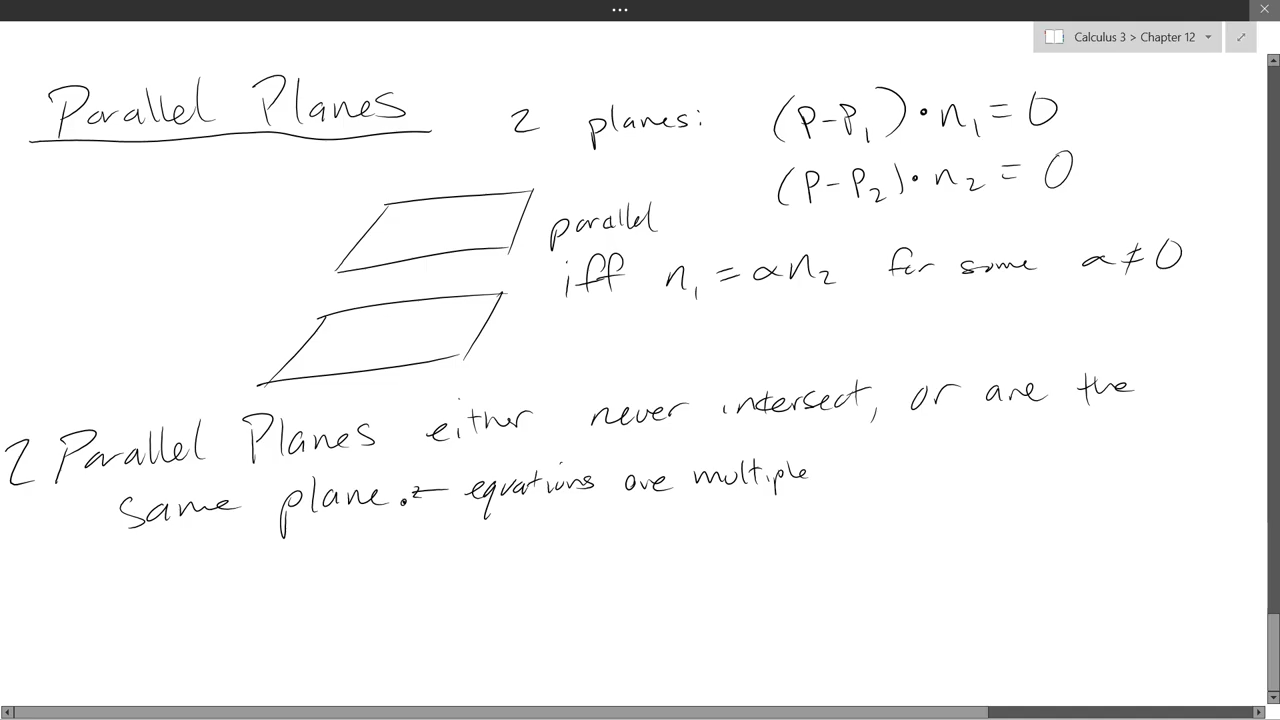 Calculus 3 > Chapter 12
Parallel Planes
2 planes: (P-P₁)·n₁=0
(P-P₂)·n₂=0
parallel
iff n₁=αn₂ for some α≠0
2 Parallel Planes either never intersect, or are the
same plane. ← equations are multiple